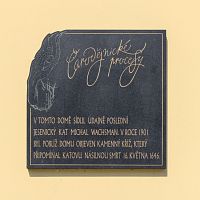 Čarodějnické
procesy
V TOMTO DOMĚ SÍDLIL ÚDAJNĚ POSLEDNÍ
JESENICKÝ KAT MICHAL WACHSMAN. V ROCE 1901
BYL POBLÍŽ DOMU OBJEVEN KAMENNÝ KŘÍŽ, KTERÝ
PŘIPOMÍNAL KATOVU NÁSILNOU SMRT 16. KVĚTNA 1696.